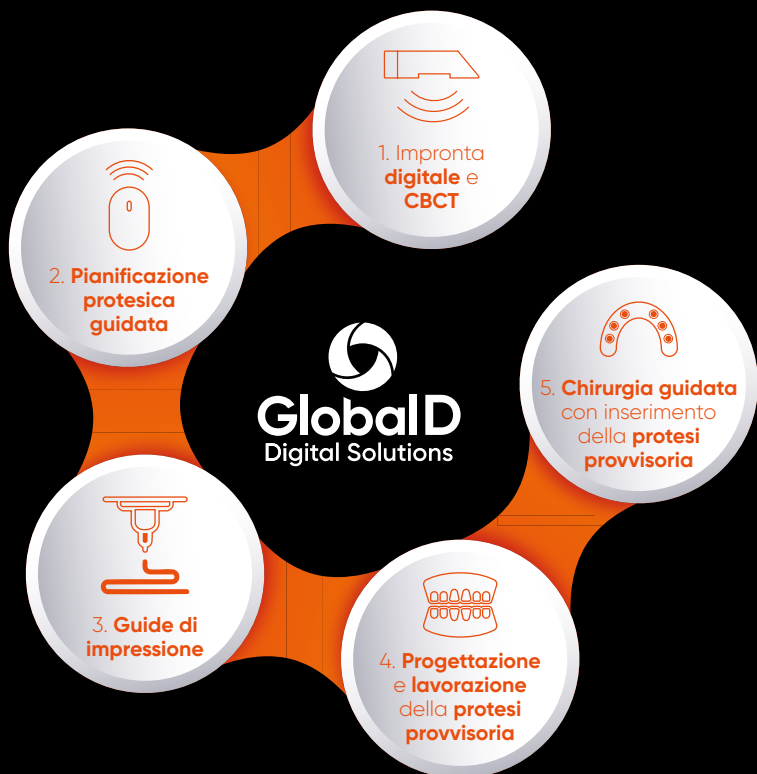 1. Impronta
digitale e
CBCT
2. Pianificazione
protesica
guidata
3. Guide di
impressione
4. Progettazione
e lavorazione
della protesi
provvisoria
5. Chirurgia guidata
con inserimento
della protesi
provvisoria
Global D
Digital Solutions